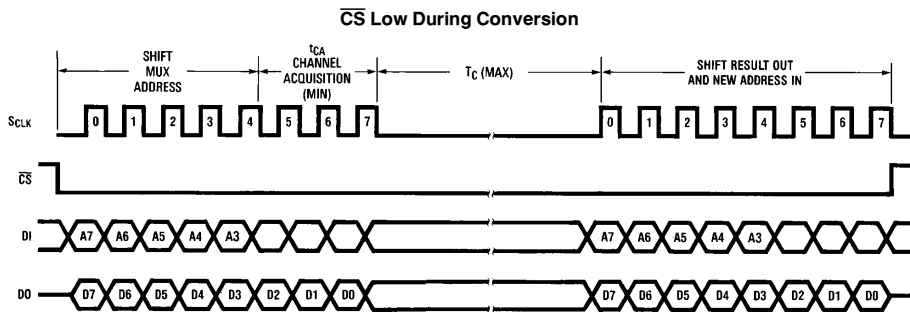 CS Low During Conversion
SHIFT
MUX
ADDRESS
tCA
CHANNEL
ACQUISITION
(MIN)
TC (MAX)
SHIFT RESULT OUT
AND NEW ADDRESS IN
SCLK 0 1 2 3 4 5 6 7 0 1 2 3 4 5 6 7
CS
DI A7 A6 A5 A4 A3 A7 A6 A5 A4 A3
DO D7 D6 D5 D4 D3 D2 D1 D0 D7 D6 D5 D4 D3 D2 D1 D0